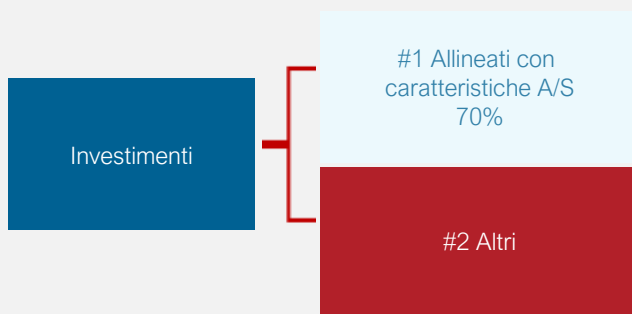 Investimenti
#1 Allineati con
caratteristiche A/S
70%
#2 Altri